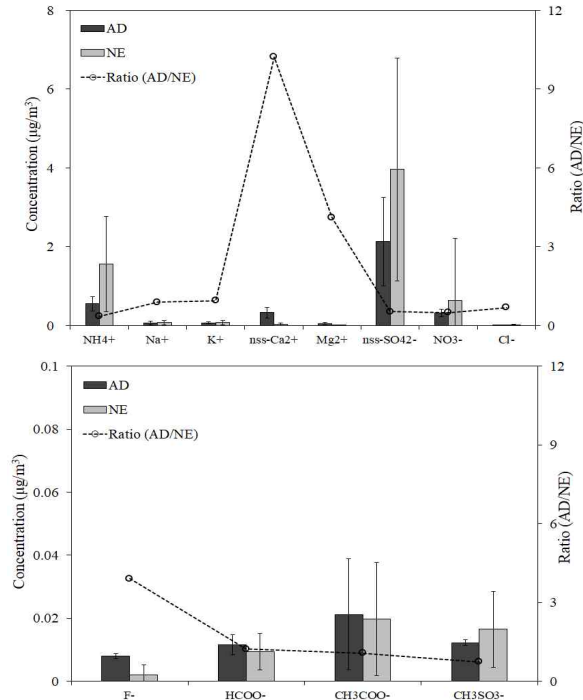 8
6
4
2
0
Concentration (µg/m³)
AD
NE
Ratio (AD/NE)
12
9
6
3
0
Ratio (AD/NE)
NH4+ Na+ K+ nss-Ca2+ Mg2+ nss-SO42- NO3- Cl-
0.1
0.08
0.06
0.04
0.02
0
Concentration (µg/m³)
AD
NE
Ratio (AD/NE)
12
9
6
3
0
Ratio (AD/NE)
F- HCOO- CH3COO- CH3SO3-